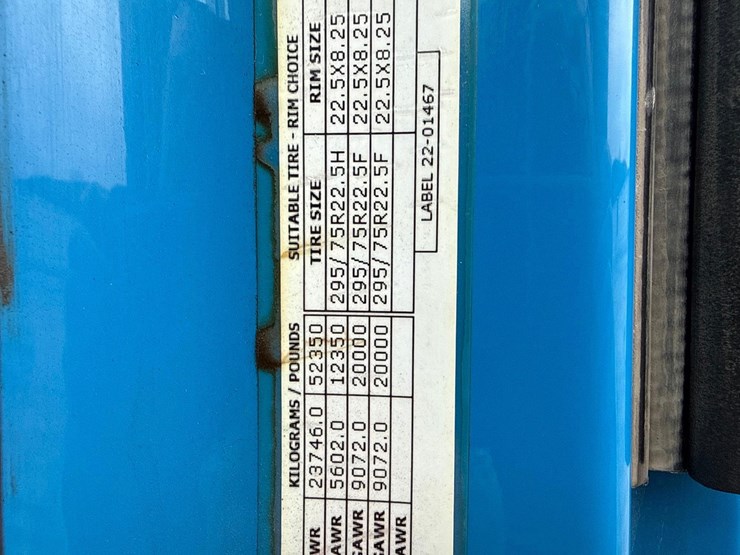 KILOGRAMS / POUNDS SUITABLE TIRE - RIM CHOICE
TIRE SIZE RIM SIZE
WR 23746.0 52350
AWR 5602.0 12350 295/75R22.5H 22.5X8.25
GAWR 9072.0 20000 295/75R22.5F 22.5X8.25
GAWR 9072.0 20000 295/75R22.5F 22.5X8.25
AWR
LABEL 22-01467